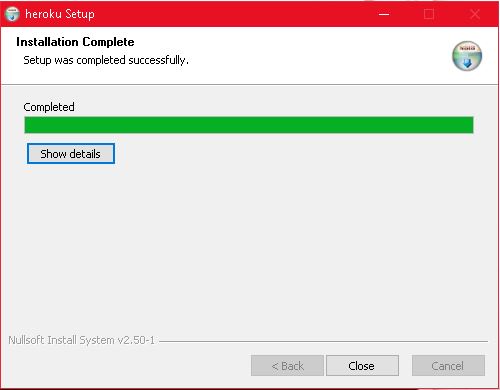 heroku Setup
Installation Complete
Setup was completed successfully.
Completed
Show details
Nullsoft Install System v2.50-1
< Back
Close
Cancel